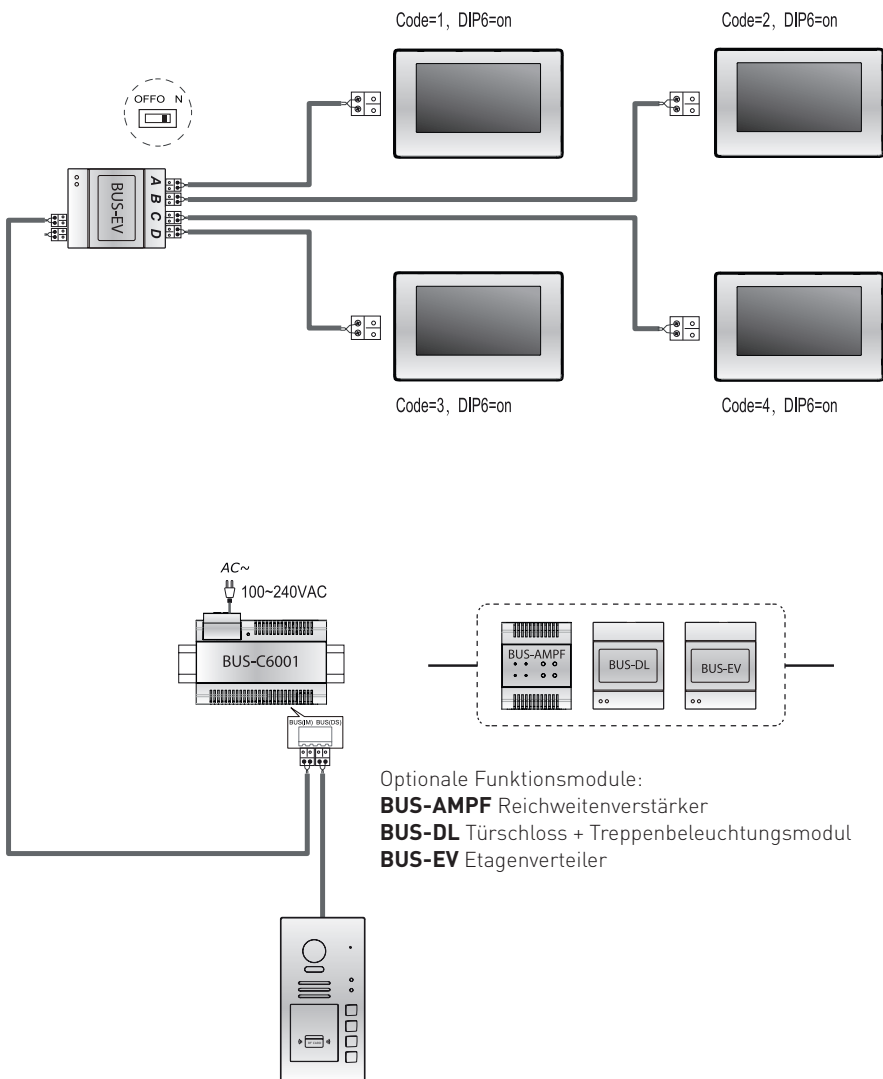 Code=1, DIP6=on
Code=2, DIP6=on
OFFO N
BUS-EV
A
B
C
D
Code=3, DIP6=on
Code=4, DIP6=on
AC~
100~240VAC
BUS-C6001
BUS(IM) BUS(DS)
BUS-AMPF
BUS-DL
BUS-EV
Optionale Funktionsmodule:
BUS-AMPF Reichweitenverstärker
BUS-DL Türschloss + Treppenbeleuchtungsmodul
BUS-EV Etagenverteiler